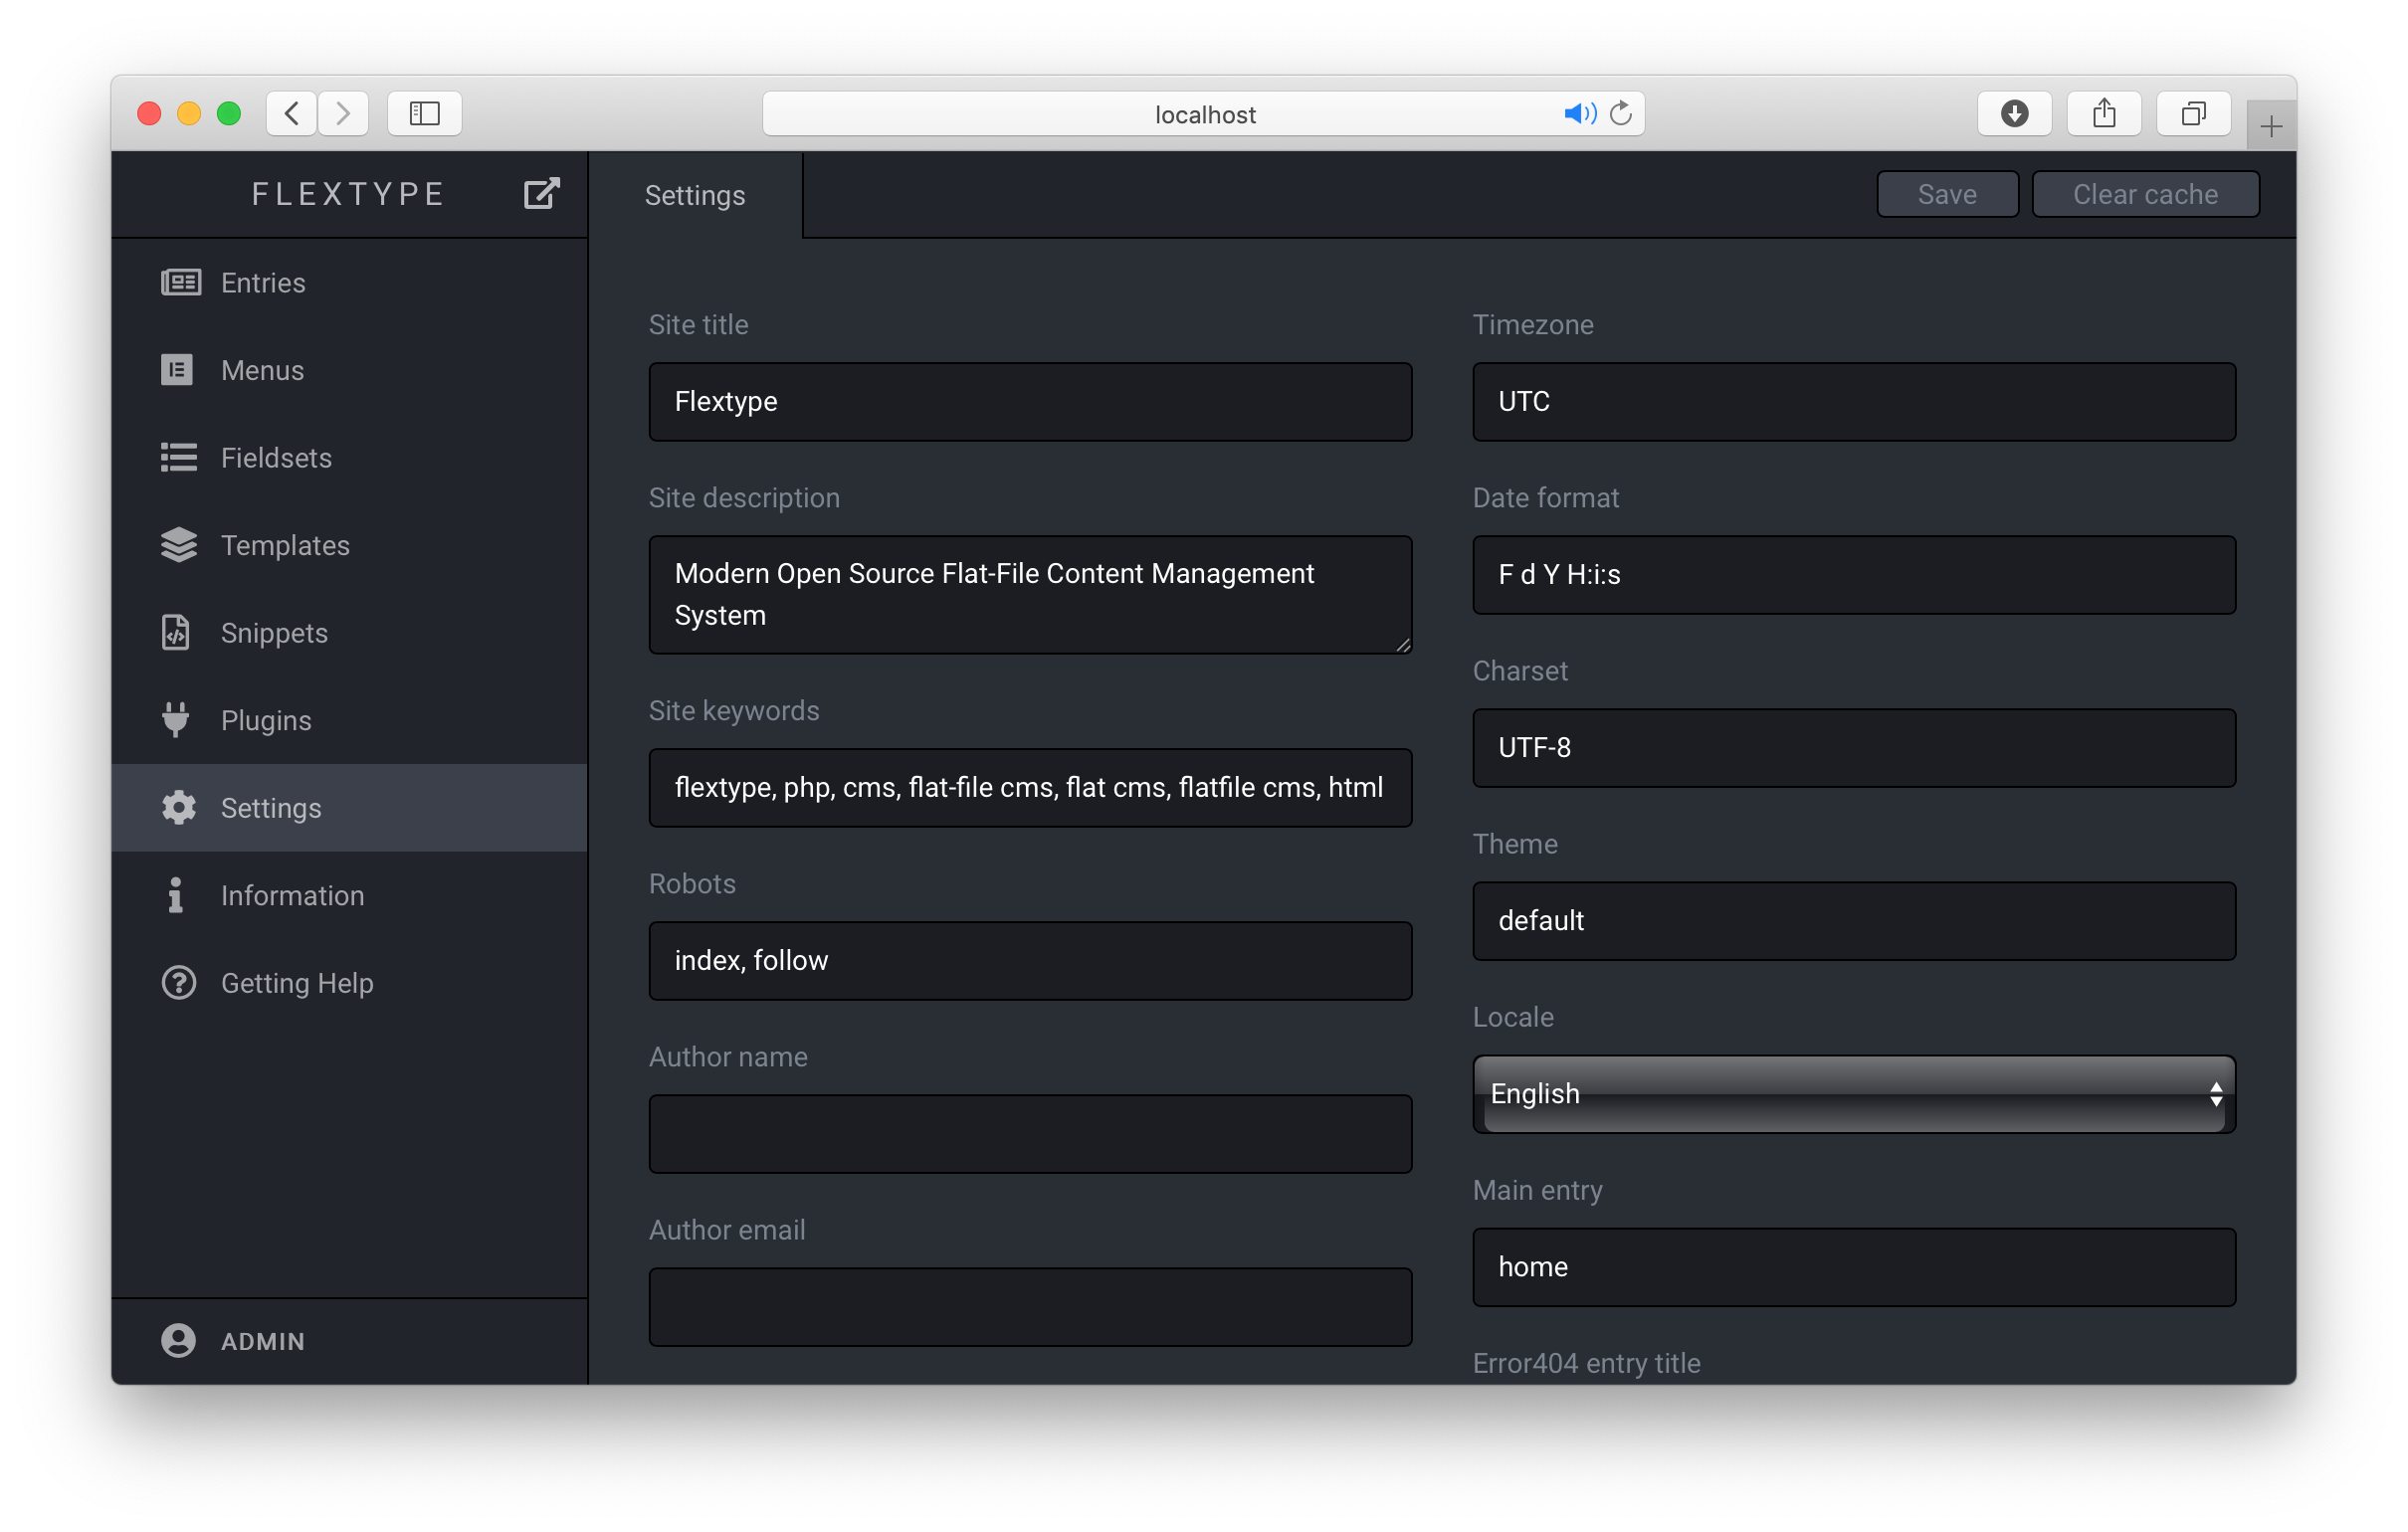 localhost
FLEXTYPE
Entries
Menus
Fieldsets
Templates
Snippets
Plugins
Settings
Information
Getting Help
ADMIN
Settings
Save
Clear cache
Site title
Flextype
Site description
Modern Open Source Flat-File Content Management
System
Site keywords
flextype, php, cms, flat-file cms, flat cms, flatfile cms, html
Robots
index, follow
Author name
Author email
Timezone
UTC
Date format
F d Y H:i:s
Charset
UTF-8
Theme
default
Locale
English
Main entry
home
Error404 entry title